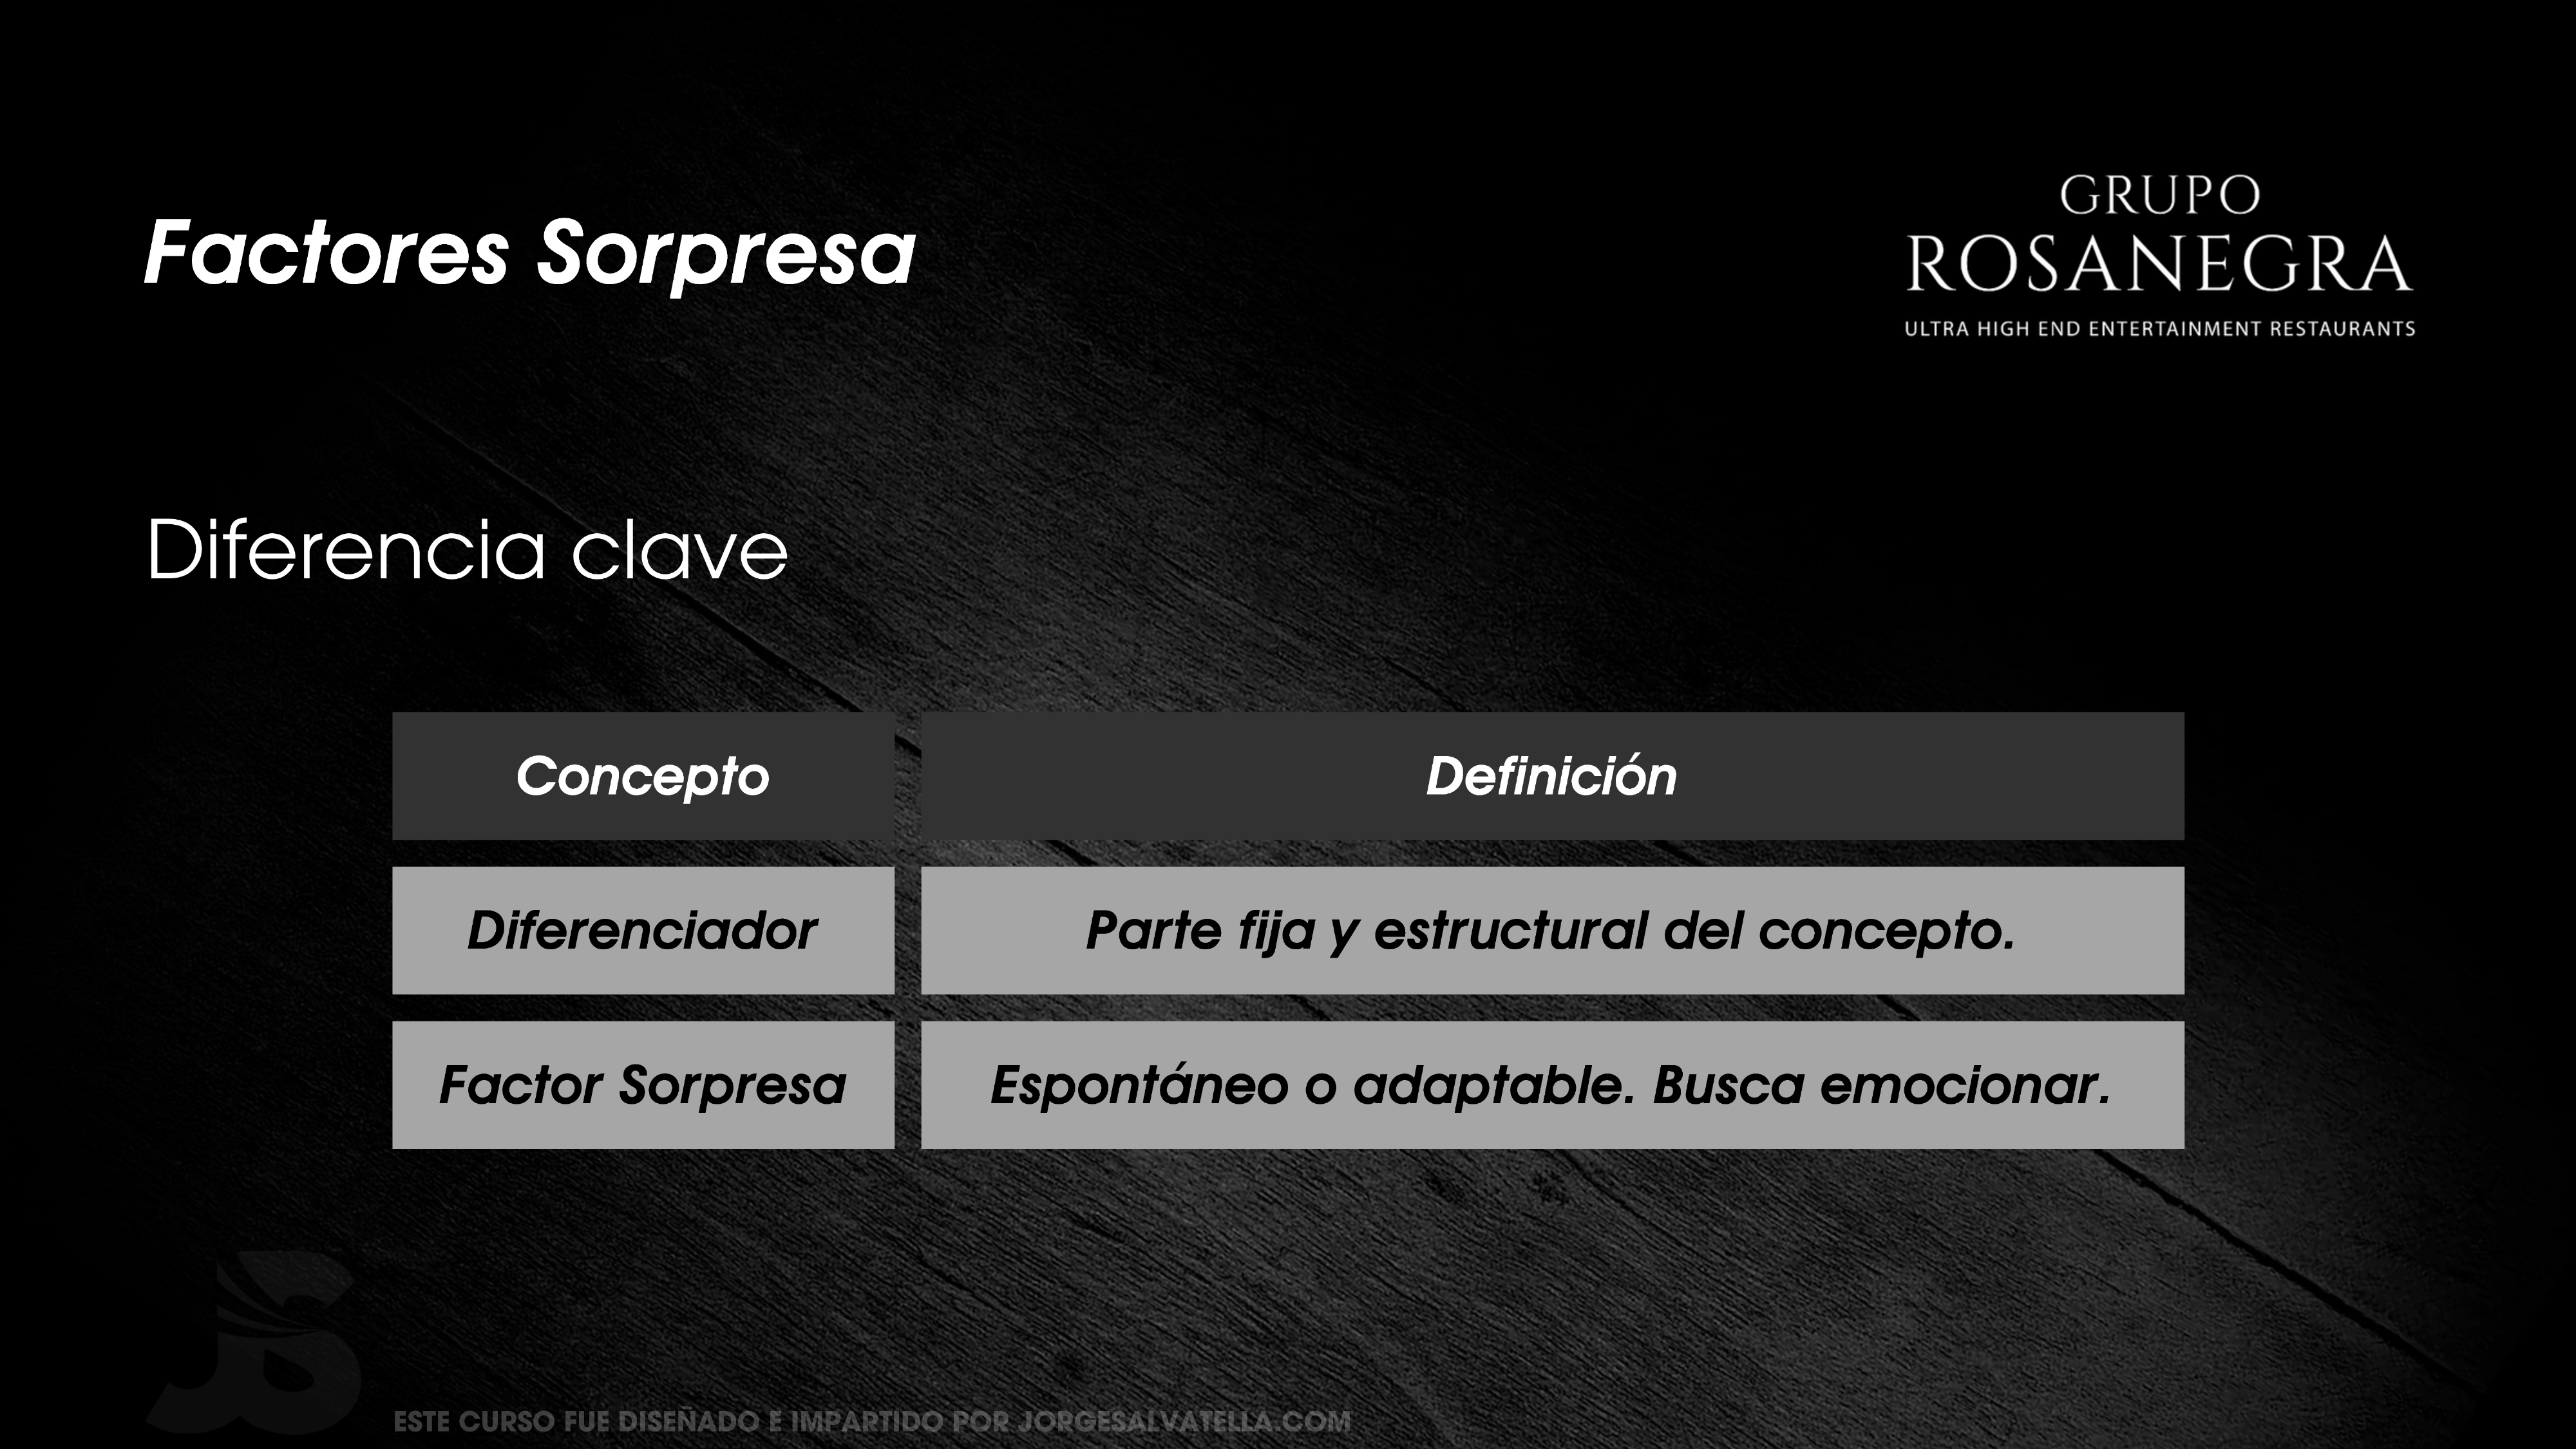 Factores Sorpresa
GRUPO
ROSANEGRA
ULTRA HIGH END ENTERTAINMENT RESTAURANTS
Diferencia clave
Concepto Definición
Diferenciador Parte fija y estructural del concepto.
Factor Sorpresa Espontáneo o adaptable. Busca emocionar.
JS
ESTE CURSO FUE DISEÑADO E IMPARTIDO POR JORGESALVATELLA.COM